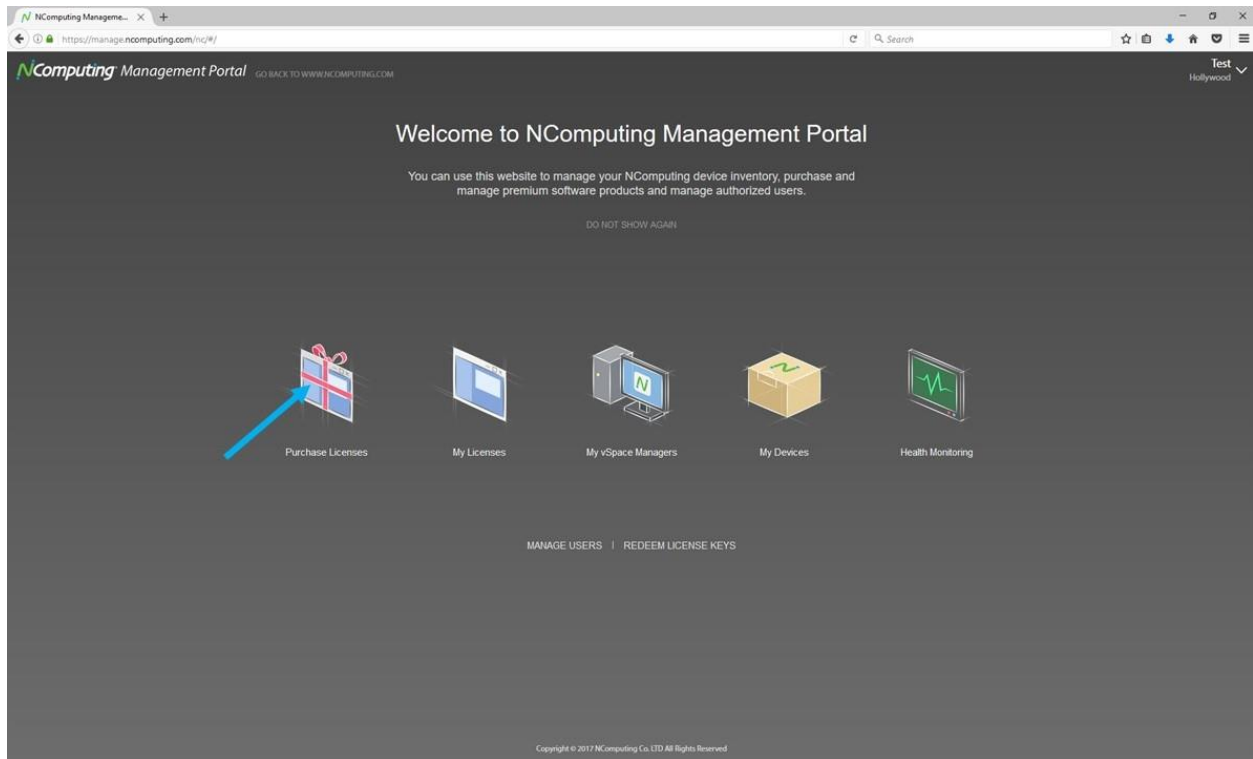 NComputing Manageme...
https://manage.ncomputing.com/nc/#/
Search
NComputing Management Portal GO BACK TO WWW.NCOMPUTING.COM
Test
Hollywood
Welcome to NComputing Management Portal
You can use this website to manage your NComputing device inventory, purchase and
manage premium software products and manage authorized users.
DO NOT SHOW AGAIN
N
Purchase Licenses My Licenses My vSpace Managers My Devices Health Monitoring
MANAGE USERS | REDEEM LICENSE KEYS
Copyright © 2017 NComputing Co. LTD All Rights Reserved